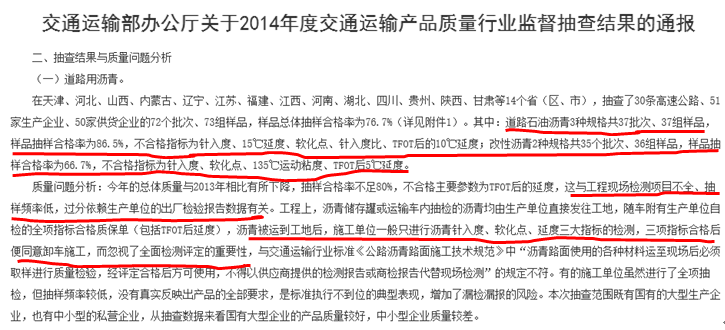 交通运输部办公厅关于2014年度交通运输产品质量行业监督抽查结果的通报
二、抽查结果与质量问题分析
（一）道路用沥青。
在天津、河北、山西、内蒙古、辽宁、江苏、福建、江西、河南、湖北、四川、贵州、陕西、甘肃等14个省（区、市），抽查了30条高速公路、51
家生产企业、50家供货企业的72个批次、73组样品，样品总体抽样合格率为76.7%（详见附件1）。其中：道路石油沥青3种规格共37批次、37组样品，
样品抽样合格率为86.5%，不合格指标为针入度、15℃延度、软化点、针入度比、TFOT后的10℃延度；改性沥青2种规格共35个批次、36组样品，样品抽
样合格率为66.7%，不合格指标为针入度、软化点、135℃运动粘度、TFOT后5℃延度。
质量问题分析：今年的总体质量与2013年相比有所下降，抽样合格率不足80%，不合格主要参数为TFOT后的延度，这与工程现场检测项目不全、抽
样频率低，过分依赖生产单位的出厂检验报告数据有关。工程上，沥青储存罐或运输车内抽检的沥青均由生产单位直接发往工地，随车附有生产单位自
检的全项指标合格质保单（包括TFOT后延度），沥青被运到工地后，施工单位一般只进行沥青针入度、软化点、延度三大指标的检测，三项指标合格后
便同意卸车施工，而忽视了全面检测评定的重要性，与交通运输行业标准《公路沥青路面施工技术规范》中“沥青路面使用的各种材料运至现场后必须
取样进行质量检验，经评定合格后方可使用，不得以供应商提供的检测报告或商检报告代替现场检测”的规定不符。有的施工单位虽然进行了全项抽
检，但抽样频率较低，没有真实反映出产品的全部要求，是标准执行不到位的典型表现，增加了漏检漏报的风险。本次抽查范围既有国有的大型生产企
业，也有中小型的私营企业，从抽查数据来看国有大型企业的产品质量较好，中小型企业质量较差。